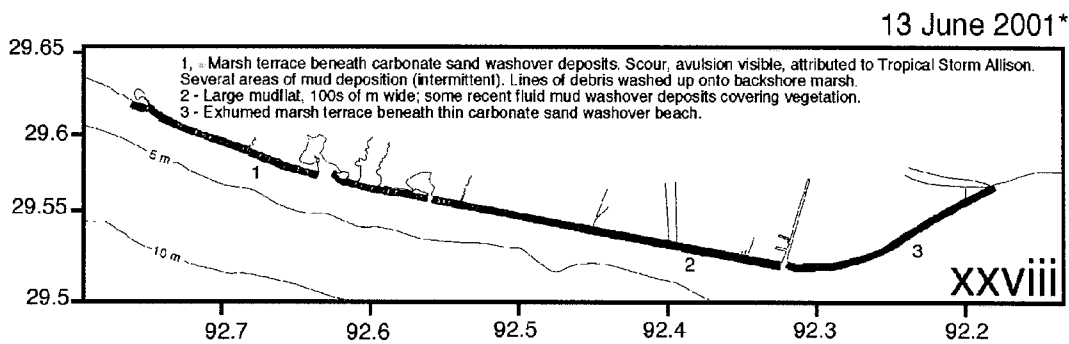 13 June 2001*
29.65
1, - Marsh terrace beneath carbonate sand washover deposits. Scour, avulsion visible, attributed to Tropical Storm Allison.
Several areas of mud deposition (intermittent). Lines of debris washed up onto backshore marsh.
2 - Large mudflat, 100s of m wide; some recent fluid mud washover deposits covering vegetation.
3 - Exhumed marsh terrace beneath thin carbonate sand washover beach.
29.6
5 m
1
29.55
10 m
2
3
29.5
xxviii
92.7
92.6
92.5
92.4
92.3
92.2